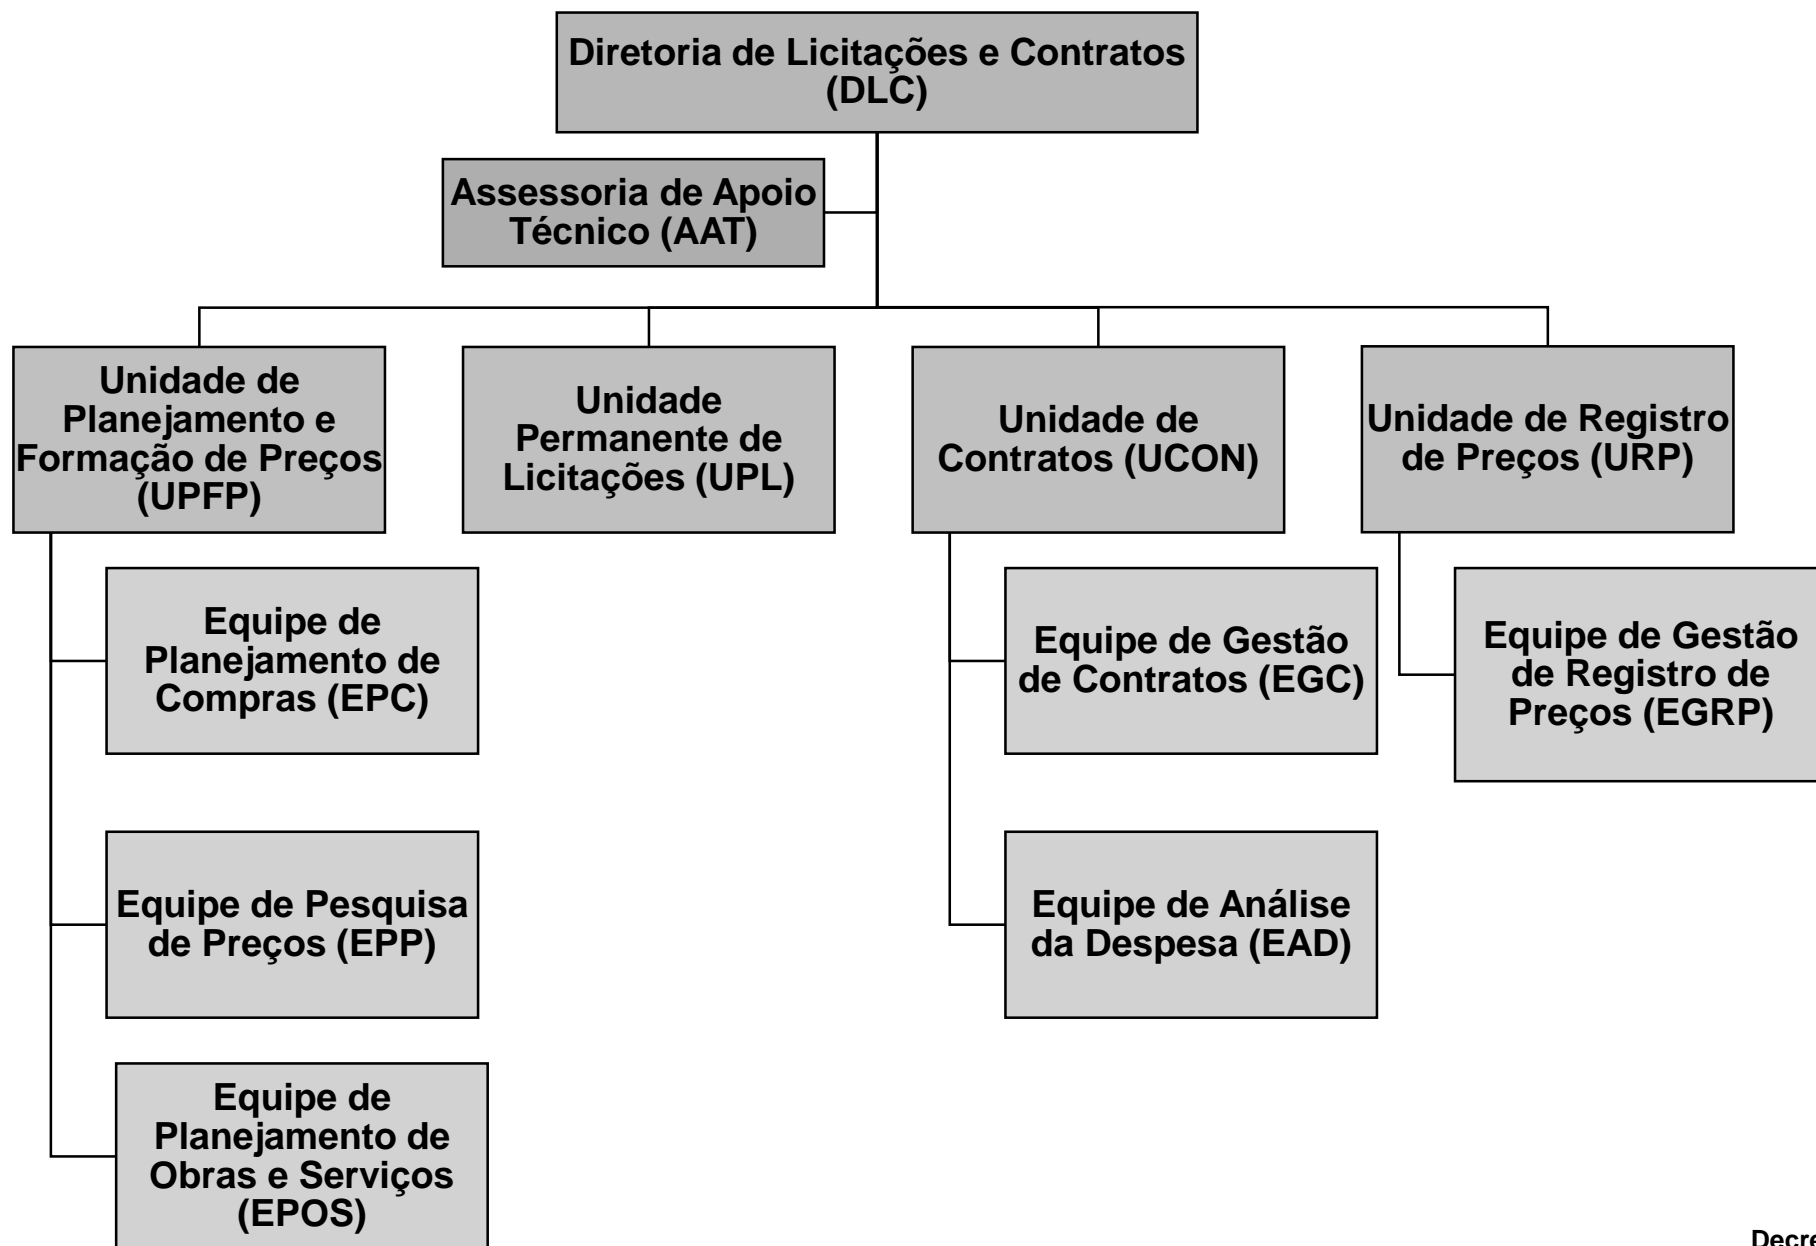 Diretoria de Licitações e Contratos
(DLC)
Assessoria de Apoio
Técnico (AAT)
Unidade de
Planejamento e
Formação de Preços
(UPFP)
Unidade
Permanente de
Licitações (UPL)
Unidade de
Contratos (UCON)
Unidade de Registro
de Preços (URP)
Equipe de
Planejamento de
Compras (EPC)
Equipe de Gestão
de Contratos (EGC)
Equipe de Gestão
de Registro de
Preços (EGRP)
Equipe de Pesquisa
de Preços (EPP)
Equipe de Análise
da Despesa (EAD)
Equipe de
Planejamento de
Obras e Serviços
(EPOS)
Decre